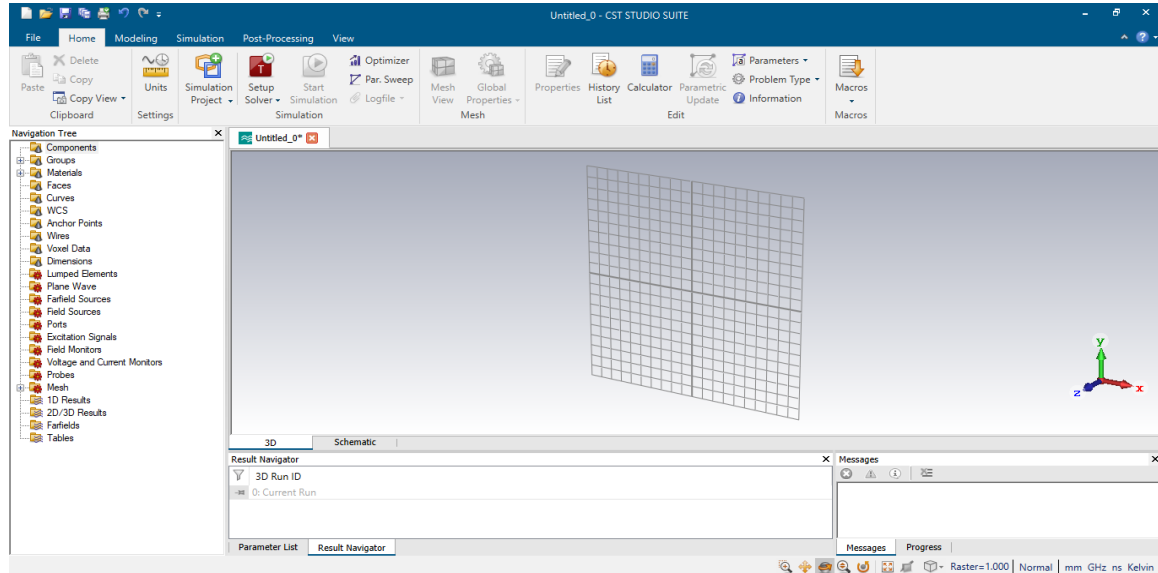 Untitled_0 - CST STUDIO SUITE
File Home Modeling Simulation Post-Processing View
Paste
Delete
Copy
Copy View
Clipboard
Units
Settings
Simulation Project
Setup Solver
Start Simulation
Optimizer
Par. Sweep
Logfile
Simulation
Mesh View
Global Properties
Mesh
Properties
History List
Calculator
Parametric Update
Parameters
Problem Type
Information
Edit
Macros
Macros
Navigation Tree
Components
Groups
Materials
Faces
Curves
WCS
Anchor Points
Wires
Voxel Data
Dimensions
Lumped Elements
Plane Wave
Farfield Sources
Field Sources
Ports
Excitation Signals
Field Monitors
Voltage and Current Monitors
Probes
Mesh
1D Results
2D/3D Results
Farfields
Tables
Untitled_0*
y
z
x
3D Schematic
Result Navigator
3D Run ID
0: Current Run
Parameter List Result Navigator
Messages
Messages Progress
Raster=1.000 Normal mm GHz ns Kelvin